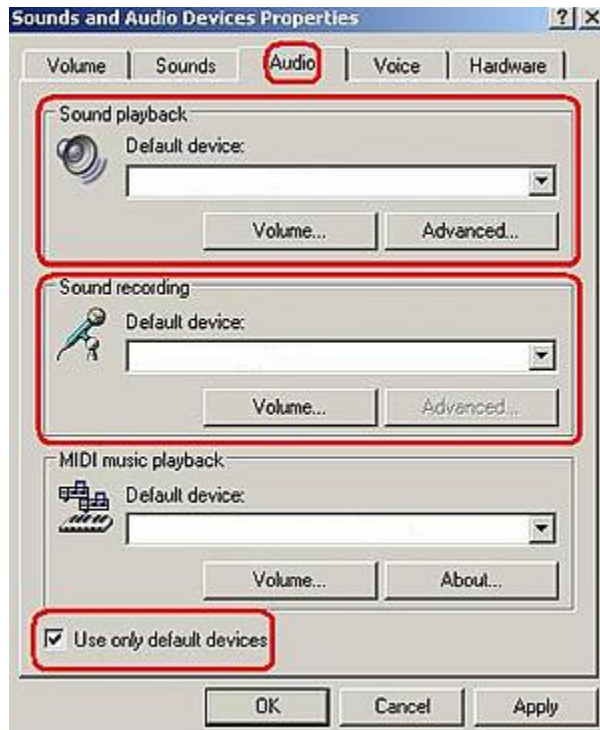 Sounds and Audio Devices Properties ? ×
Volume Sounds Audio Voice Hardware
Sound playback
Default device:
Volume... Advanced...
Sound recording
Default device:
Volume... Advanced...
MIDI music playback
Default device:
Volume... About...
Use only default devices
OK Cancel Apply